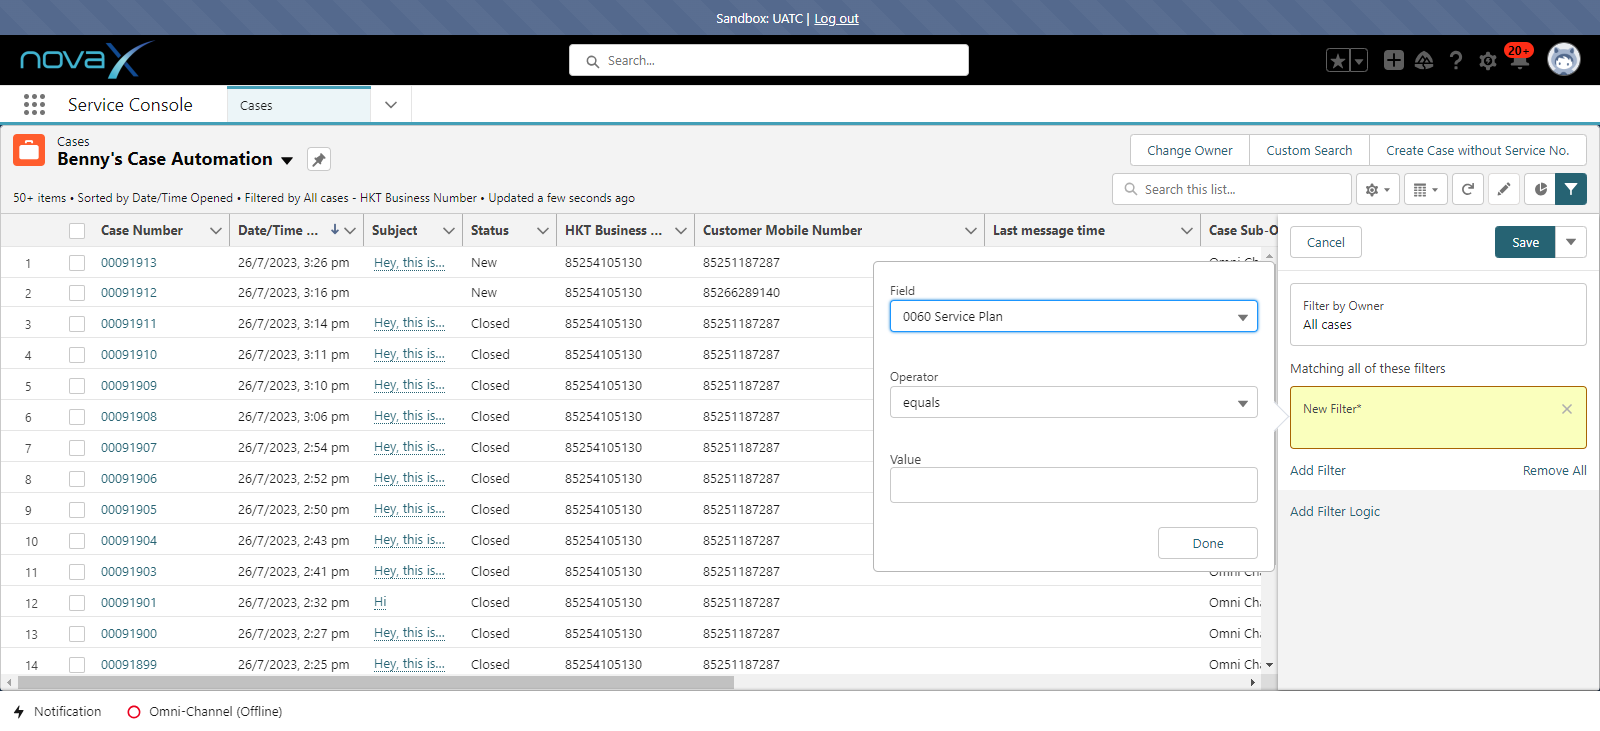 Sandbox: UATC | Log out
novaX
Search...
20+
Service Console
Cases
Cases
Benny's Case Automation
Change Owner
Custom Search
Create Case without Service No.
50+ items • Sorted by Date/Time Opened • Filtered by All cases - HKT Business Number • Updated a few seconds ago
Search this list...
Case Number Date/Time ... Subject Status HKT Business ... Customer Mobile Number Last message time Case Sub-O
1 00091913 26/7/2023, 3:26 pm Hey, this is... New 85254105130 85251187287 Omni Ch
2 00091912 26/7/2023, 3:16 pm New 85254105130 85266289140
3 00091911 26/7/2023, 3:14 pm Hey, this is... Closed 85254105130 85251187287
4 00091910 26/7/2023, 3:11 pm Hey, this is... Closed 85254105130 85251187287
5 00091909 26/7/2023, 3:10 pm Hey, this is... Closed 85254105130 85251187287
6 00091908 26/7/2023, 3:06 pm Hey, this is... Closed 85254105130 85251187287
7 00091907 26/7/2023, 2:54 pm Hey, this is... Closed 85254105130 85251187287
8 00091906 26/7/2023, 2:52 pm Hey, this is... Closed 85254105130 85251187287
9 00091905 26/7/2023, 2:50 pm Hey, this is... Closed 85254105130 85251187287
10 00091904 26/7/2023, 2:43 pm Hey, this is... Closed 85254105130 85251187287
11 00091903 26/7/2023, 2:41 pm Hey, this is... Closed 85254105130 85251187287 Omni Cha
12 00091901 26/7/2023, 2:32 pm Hi Closed 85254105130 85251187287 Omni Cha
13 00091900 26/7/2023, 2:27 pm Hey, this is... Closed 85254105130 85251187287 Omni Cha
14 00091899 26/7/2023, 2:25 pm Hey, this is... Closed 85254105130 85251187287 Omni Cha
Field
0060 Service Plan
Operator
equals
Value
Done
Cancel
Save
Filter by Owner
All cases
Matching all of these filters
New Filter*
Add Filter
Remove All
Add Filter Logic
Notification
Omni-Channel (Offline)